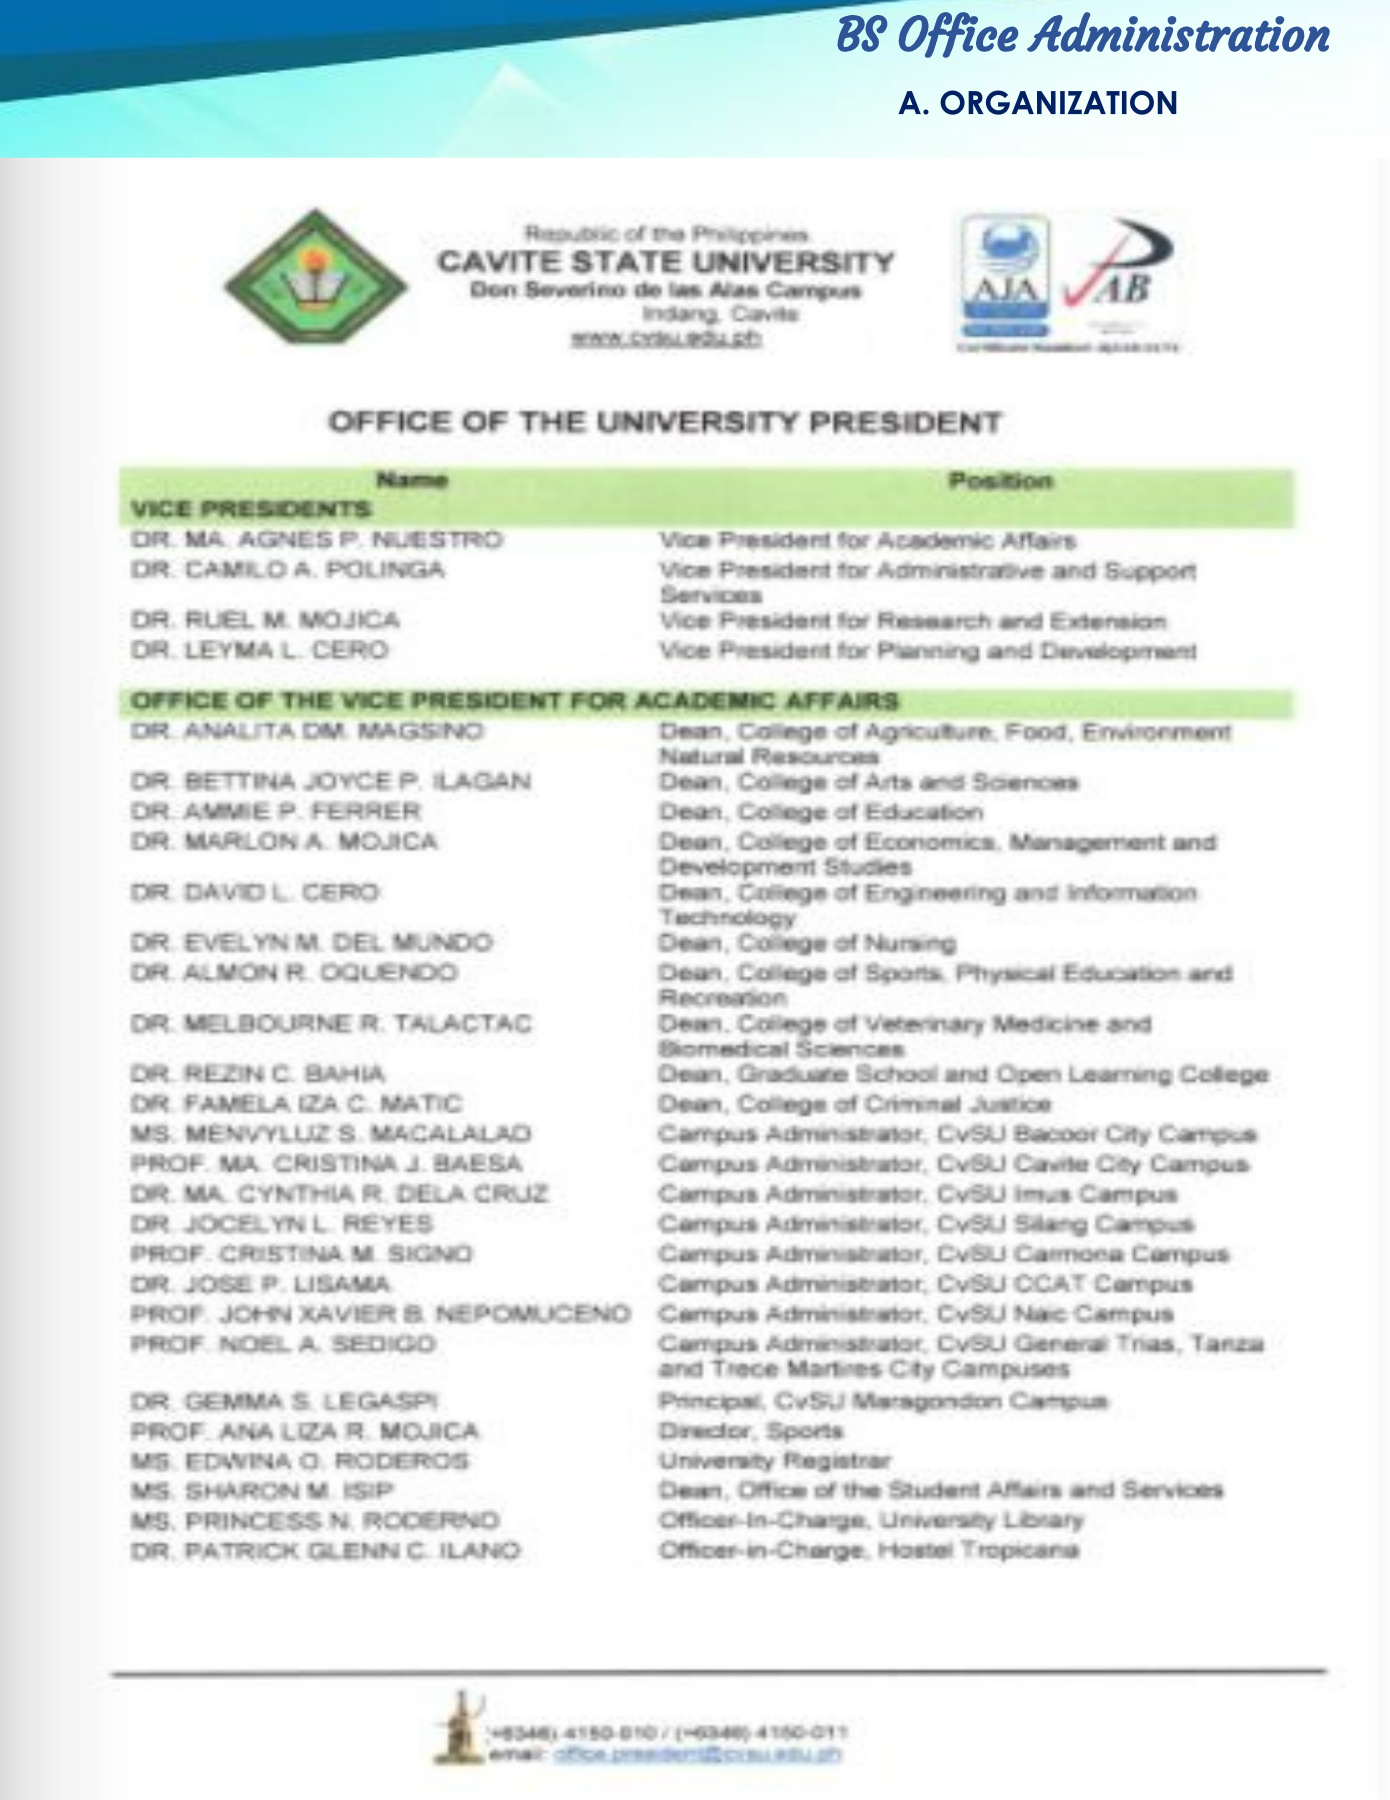 BS Office Administration
A. ORGANIZATION
Republic of the Philippines
CAVITE STATE UNIVERSITY
Don Severino de las Alas Campus
Indang, Cavite
www.cvsu.edu.ph
AJA
PAB
OFFICE OF THE UNIVERSITY PRESIDENT
Name Position
VICE PRESIDENTS
DR. MA. AGNES P. NUESTRO Vice President for Academic Affairs
DR. CAMILO A. POLINGA Vice President for Administrative and Support
Services
DR. RUEL M. MOJICA Vice President for Research and Extension
DR. LEYMA L. CERO Vice President for Planning and Development
OFFICE OF THE VICE PRESIDENT FOR ACADEMIC AFFAIRS
DR. ANALITA DM. MAGSINO Dean, College of Agriculture, Food, Environment
Natural Resources
DR. BETTINA JOYCE P. ILAGAN Dean, College of Arts and Sciences
DR. AMMIE P. FERRER Dean, College of Education
DR. MARLON A. MOJICA Dean, College of Economics, Management and
Development Studies
DR. DAVID L. CERO Dean, College of Engineering and Information
Technology
DR. EVELYN M. DEL MUNDO Dean, College of Nursing
DR. ALMON R. OQUENDO Dean, College of Sports, Physical Education and
Recreation
DR. MELBOURNE R. TALACTAC Dean, College of Veterinary Medicine and
Biomedical Sciences
DR. REZIN C. BAHIA Dean, Graduate School and Open Learning College
DR. FAMELA IZA C. MATIC Dean, College of Criminal Justice
MS. MENVYLUZ S. MACALALAD Campus Administrator, CvSU Bacoor City Campus
PROF. MA. CRISTINA J. BAESA Campus Administrator, CvSU Cavite City Campus
DR. MA. CYNTHIA R. DELA CRUZ Campus Administrator, CvSU Imus Campus
DR. JOCELYN L. REYES Campus Administrator, CvSU Silang Campus
PROF. CRISTINA M. SIGNO Campus Administrator, CvSU Carmona Campus
DR. JOSE P. LISAMA Campus Administrator, CvSU CCAT Campus
PROF. JOHN XAVIER B. NEPOMUCENO Campus Administrator, CvSU Naic Campus
PROF. NOEL A. SEDIGO Campus Administrator, CvSU General Trias, Tanza
and Trece Martires City Campuses
DR. GEMMA S. LEGASPI Principal, CvSU Maragondon Campus
PROF. ANA LIZA R. MOJICA Director, Sports
MS. EDWINA O. RODEROS University Registrar
MS. SHARON M. ISIP Dean, Office of the Student Affairs and Services
MS. PRINCESS N. RODERNO Officer-In-Charge, University Library
DR. PATRICK GLENN C. ILANO Officer-in-Charge, Hostel Tropicana
(+6346) 4150-010 / (+6346) 4150-011
email: office.president@cvsu.edu.ph